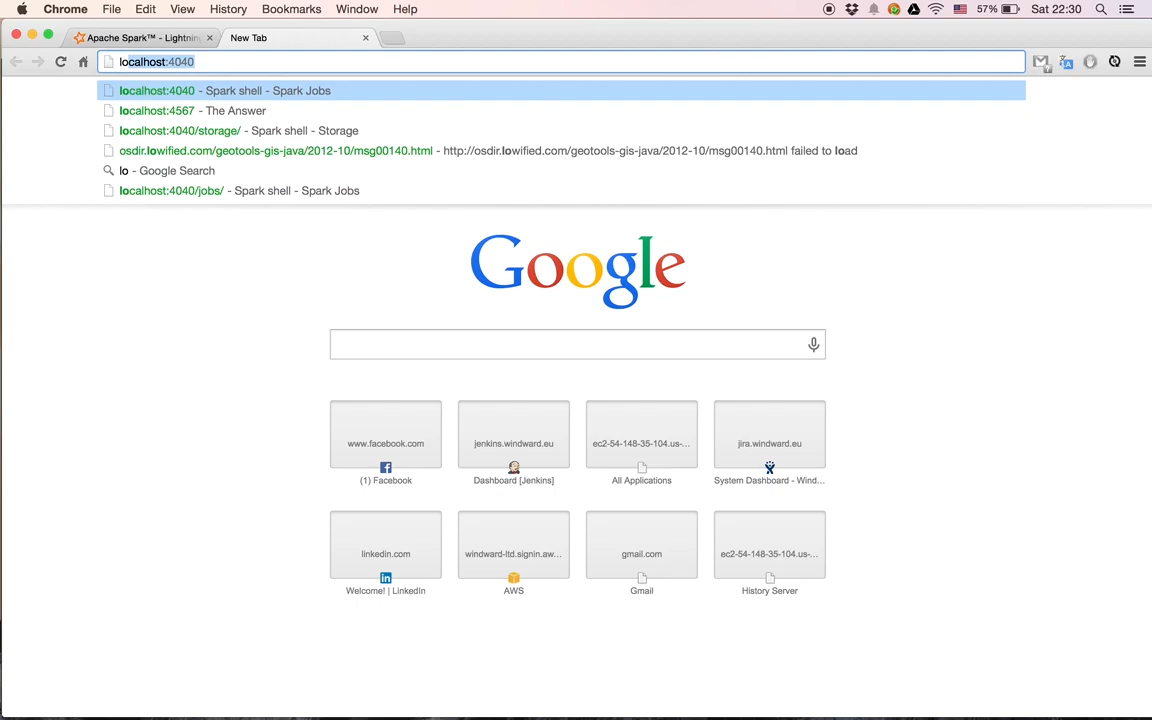 Chrome File Edit View History Bookmarks Window Help 57% Sat 22:30
Apache Spark™ - Lightnin
New Tab
localhost:4040
localhost:4040 - Spark shell - Spark Jobs
localhost:4567 - The Answer
localhost:4040/storage/ - Spark shell - Storage
osdir.lowified.com/geotools-gis-java/2012-10/msg00140.html - http://osdir.lowified.com/geotools-gis-java/2012-10/msg00140.html failed to load
lo - Google Search
localhost:4040/jobs/ - Spark shell - Spark Jobs
Google
www.facebook.com jenkins.windward.eu ec2-54-148-35-104.us-... jira.windward.eu
(1) Facebook Dashboard [Jenkins] All Applications System Dashboard - Wind...
linkedin.com windward-ltd.signin.aw... gmail.com ec2-54-148-35-104.us-...
Welcome! | LinkedIn AWS Gmail History Server